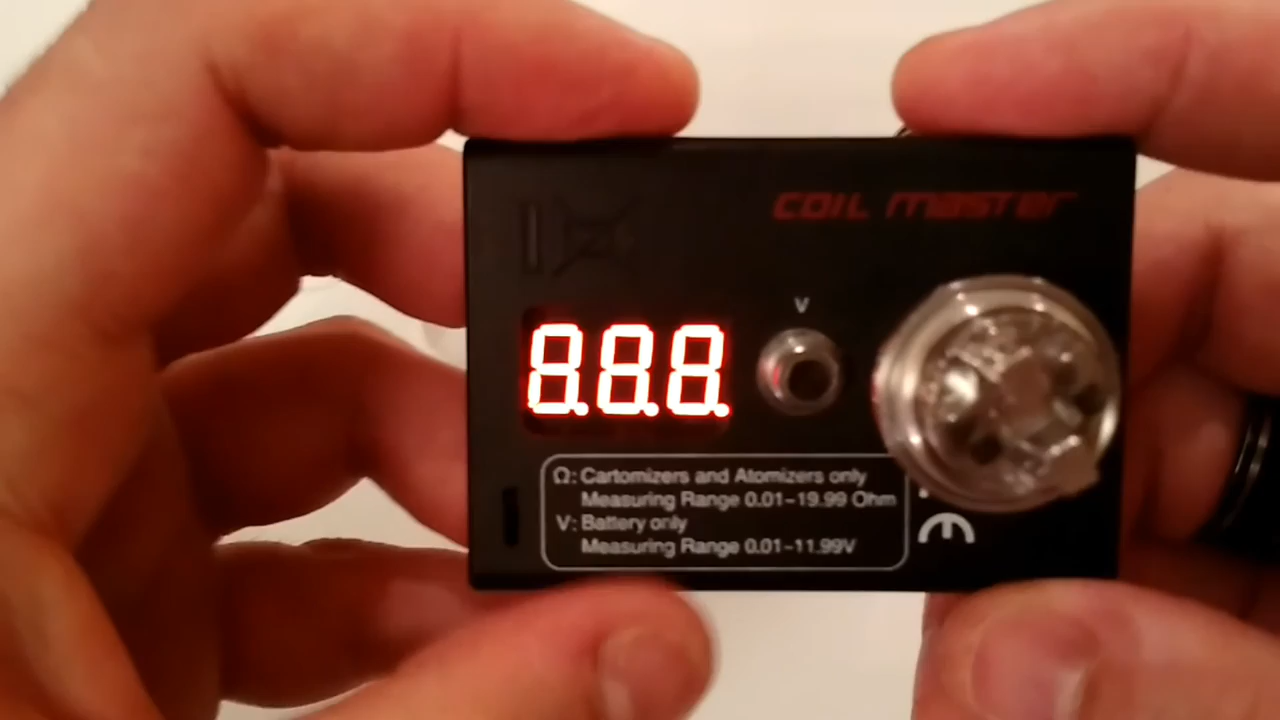 COIL MASTER
V
8.8.8.
Ω: Cartomizers and Atomizers only
Measuring Range 0.01-19.99 Ohm
V: Battery only
Measuring Range 0.01-11.99V